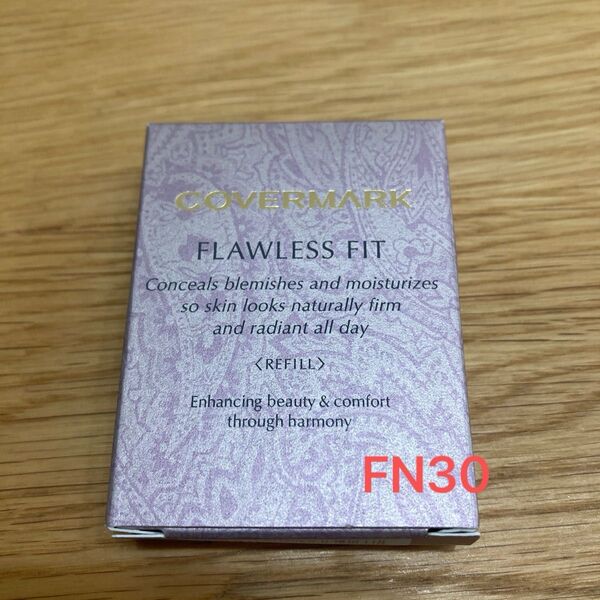 COVERMARK
FLAWLESS FIT
Conceals blemishes and moisturizes
so skin looks naturally firm
and radiant all day
〈REFILL〉
Enhancing beauty & comfort
through harmony
FN30